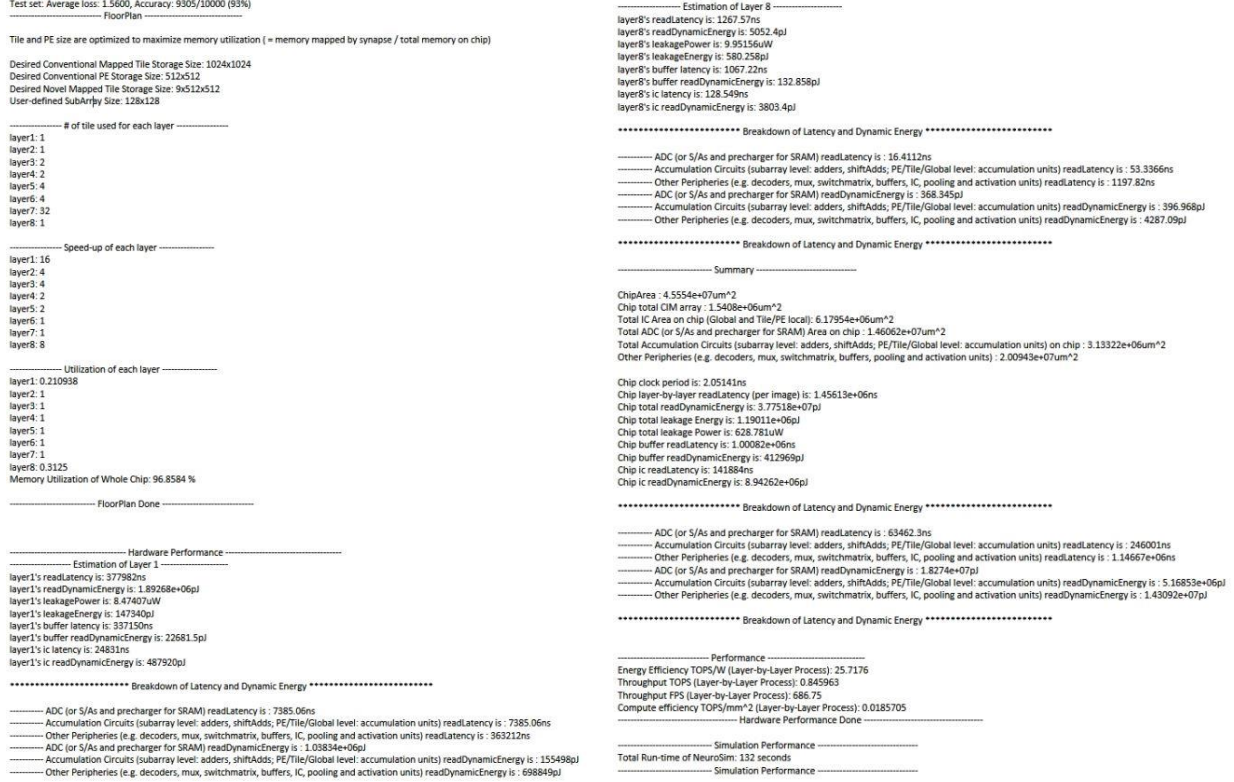 Test set: Average loss: 1.5600, Accuracy: 9305/10000 (93%)
------------------------------ FloorPlan --------------------------------
Tile and PE size are optimized to maximize memory utilization ( = memory mapped by synapse / total memory on chip)
Desired Conventional Mapped Tile Storage Size: 1024x1024
Desired Conventional PE Storage Size: 512x512
Desired Novel Mapped Tile Storage Size: 9x512x512
User-defined SubArray Size: 128x128
----------------- # of tile used for each layer -----------------
layer1: 1
layer2: 1
layer3: 2
layer4: 2
layer5: 4
layer6: 4
layer7: 32
layer8: 1
----------------- Speed-up of each layer ------------------
layer1: 16
layer2: 4
layer3: 4
layer4: 2
layer5: 2
layer6: 1
layer7: 1
layer8: 8
----------------- Utilization of each layer ------------------
layer1: 0.210938
layer2: 1
layer3: 1
layer4: 1
layer5: 1
layer6: 1
layer7: 1
layer8: 0.3125
Memory Utilization of Whole Chip: 96.8584 %
---------------------------- FloorPlan Done ------------------------------
-------------------------------------- Hardware Performance --------------------------------------
-------------------- Estimation of Layer 1 ----------------------
layer1's readLatency is: 377982ns
layer1's readDynamicEnergy is: 1.89268e+06pJ
layer1's leakagePower is: 8.47407uW
layer1's leakageEnergy is: 147340pJ
layer1's buffer latency is: 337150ns
layer1's buffer readDynamicEnergy is: 22681.5pJ
layer1's ic latency is: 24831ns
layer1's ic readDynamicEnergy is: 487920pJ
************************ Breakdown of Latency and Dynamic Energy *************************
----------- ADC (or S/As and precharger for SRAM) readLatency is : 7385.06ns
----------- Accumulation Circuits (subarray level: adders, shiftAdds; PE/Tile/Global level: accumulation units) readLatency is : 7385.06ns
----------- Other Peripheries (e.g. decoders, mux, switchmatrix, buffers, IC, pooling and activation units) readLatency is : 363212ns
----------- ADC (or S/As and precharger for SRAM) readDynamicEnergy is : 1.03834e+06pJ
----------- Accumulation Circuits (subarray level: adders, shiftAdds; PE/Tile/Global level: accumulation units) readDynamicEnergy is : 155498pJ
----------- Other Peripheries (e.g. decoders, mux, switchmatrix, buffers, IC, pooling and activation units) readDynamicEnergy is : 698849pJ
-------------------- Estimation of Layer 8 ----------------------
layer8's readLatency is: 1267.57ns
layer8's readDynamicEnergy is: 5052.4pJ
layer8's leakagePower is: 9.95156uW
layer8's leakageEnergy is: 580.258pJ
layer8's buffer latency is: 1067.22ns
layer8's buffer readDynamicEnergy is: 132.858pJ
layer8's ic latency is: 128.549ns
layer8's ic readDynamicEnergy is: 3803.4pJ
************************ Breakdown of Latency and Dynamic Energy *************************
----------- ADC (or S/As and precharger for SRAM) readLatency is : 16.4112ns
----------- Accumulation Circuits (subarray level: adders, shiftAdds; PE/Tile/Global level: accumulation units) readLatency is : 53.3366ns
----------- Other Peripheries (e.g. decoders, mux, switchmatrix, buffers, IC, pooling and activation units) readLatency is : 1197.82ns
----------- ADC (or S/As and precharger for SRAM) readDynamicEnergy is : 368.345pJ
----------- Accumulation Circuits (subarray level: adders, shiftAdds; PE/Tile/Global level: accumulation units) readDynamicEnergy is : 396.968pJ
----------- Other Peripheries (e.g. decoders, mux, switchmatrix, buffers, IC, pooling and activation units) readDynamicEnergy is : 4287.09pJ
************************ Breakdown of Latency and Dynamic Energy *************************
------------------------------ Summary --------------------------------
ChipArea : 4.5554e+07um^2
Chip total CIM array : 1.5408e+06um^2
Total IC Area on chip (Global and Tile/PE local): 6.17954e+06um^2
Total ADC (or S/As and precharger for SRAM) Area on chip : 1.46062e+07um^2
Total Accumulation Circuits (subarray level: adders, shiftAdds; PE/Tile/Global level: accumulation units) on chip : 3.13322e+06um^2
Other Peripheries (e.g. decoders, mux, switchmatrix, buffers, pooling and activation units) : 2.00943e+07um^2
Chip clock period is: 2.05141ns
Chip layer-by-layer readLatency (per image) is: 1.45613e+06ns
Chip total readDynamicEnergy is: 3.77518e+07pJ
Chip total leakage Energy is: 1.19011e+06pJ
Chip total leakage Power is: 628.781uW
Chip buffer readLatency is: 1.00082e+06ns
Chip buffer readDynamicEnergy is: 412969pJ
Chip ic readLatency is: 141884ns
Chip ic readDynamicEnergy is: 8.94262e+06pJ
************************ Breakdown of Latency and Dynamic Energy *************************
----------- ADC (or S/As and precharger for SRAM) readLatency is : 63462.3ns
----------- Accumulation Circuits (subarray level: adders, shiftAdds; PE/Tile/Global level: accumulation units) readLatency is : 246001ns
----------- Other Peripheries (e.g. decoders, mux, switchmatrix, buffers, IC, pooling and activation units) readLatency is : 1.14667e+06ns
----------- ADC (or S/As and precharger for SRAM) readDynamicEnergy is : 1.8274e+07pJ
----------- Accumulation Circuits (subarray level: adders, shiftAdds; PE/Tile/Global level: accumulation units) readDynamicEnergy is : 5.16853e+06pJ
----------- Other Peripheries (e.g. decoders, mux, switchmatrix, buffers, IC, pooling and activation units) readDynamicEnergy is : 1.43092e+07pJ
************************ Breakdown of Latency and Dynamic Energy *************************
----------------------------- Performance -------------------------------
Energy Efficiency TOPS/W (Layer-by-Layer Process): 25.7176
Throughput TOPS (Layer-by-Layer Process): 0.845963
Throughput FPS (Layer-by-Layer Process): 686.75
Compute efficiency TOPS/mm^2 (Layer-by-Layer Process): 0.0185705
-------------------------------------- Hardware Performance Done --------------------------------------
------------------------------ Simulation Performance --------------------------------
Total Run-time of NeuroSim: 132 seconds
------------------------------ Simulation Performance --------------------------------